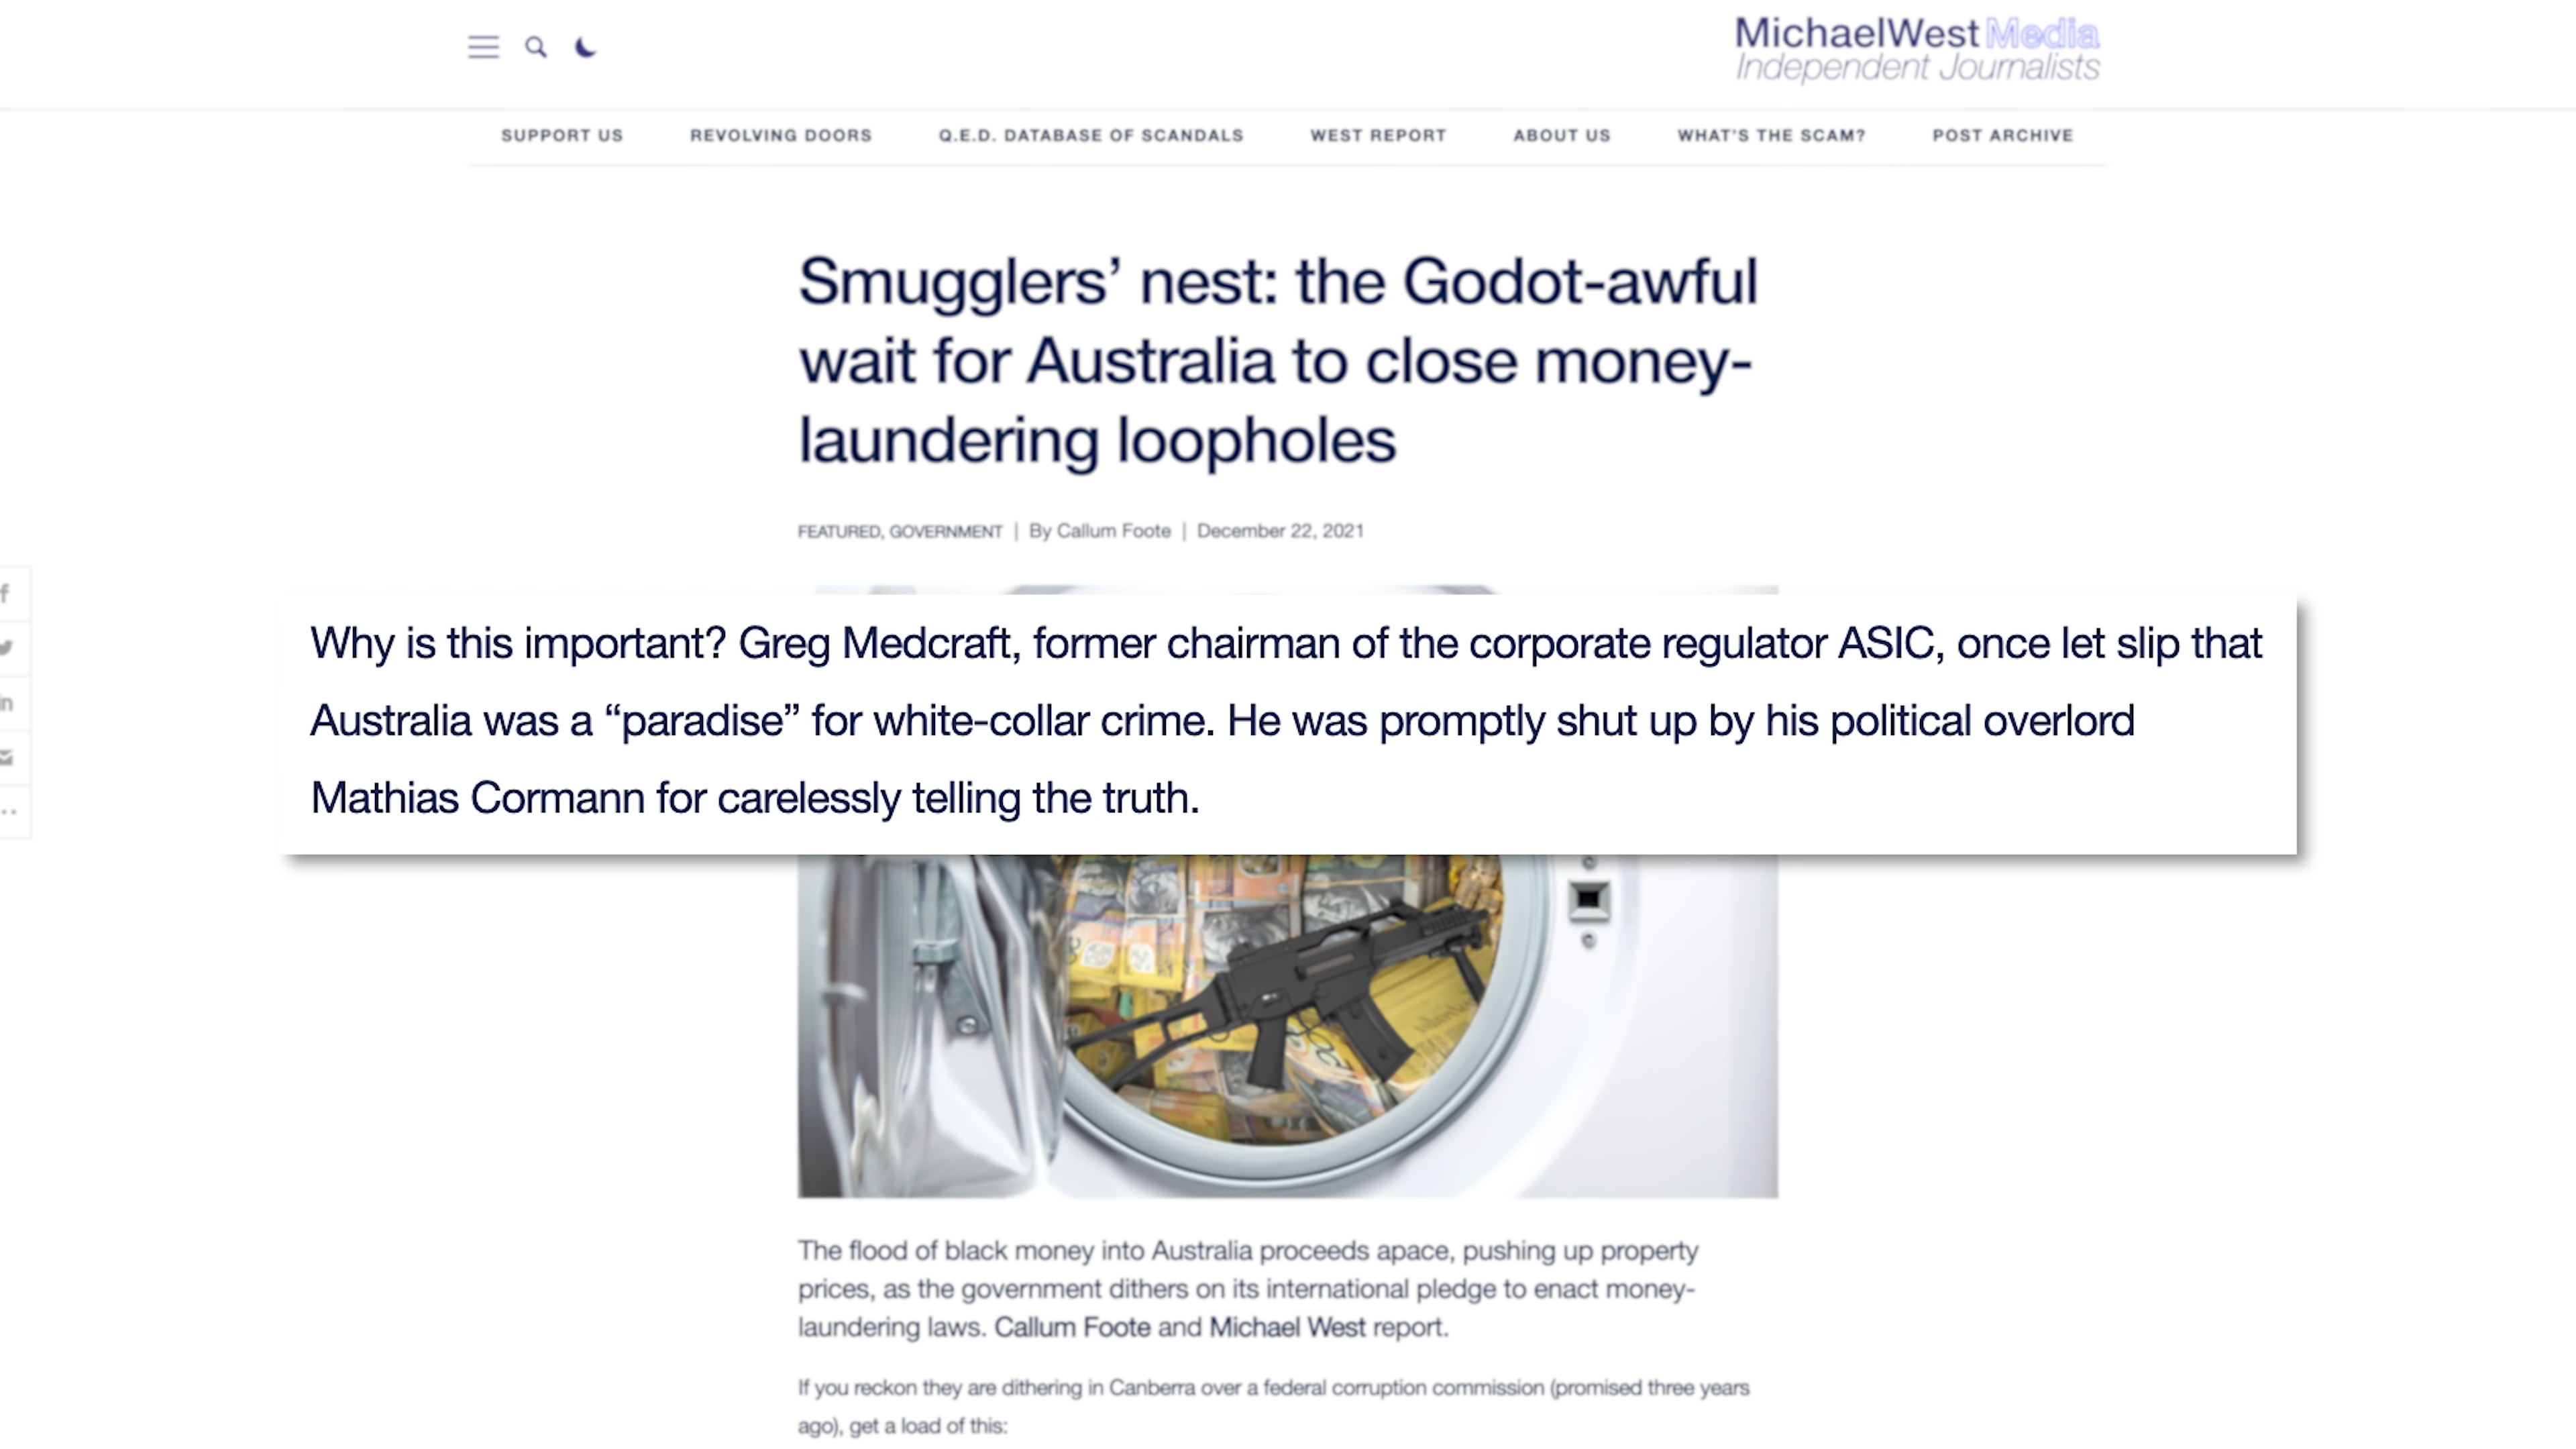 MichaelWest Media
Independent Journalists
SUPPORT US REVOLVING DOORS Q.E.D. DATABASE OF SCANDALS WEST REPORT ABOUT US WHAT'S THE SCAM? POST ARCHIVE
Smugglers’ nest: the Godot-awful
wait for Australia to close money-
laundering loopholes
FEATURED, GOVERNMENT | By Callum Foote | December 22, 2021
f
in
Why is this important? Greg Medcraft, former chairman of the corporate regulator ASIC, once let slip that
Australia was a “paradise” for white-collar crime. He was promptly shut up by his political overlord
Mathias Cormann for carelessly telling the truth.
The flood of black money into Australia proceeds apace, pushing up property
prices, as the government dithers on its international pledge to enact money-
laundering laws. Callum Foote and Michael West report.
If you reckon they are dithering in Canberra over a federal corruption commission (promised three years
ago), get a load of this: